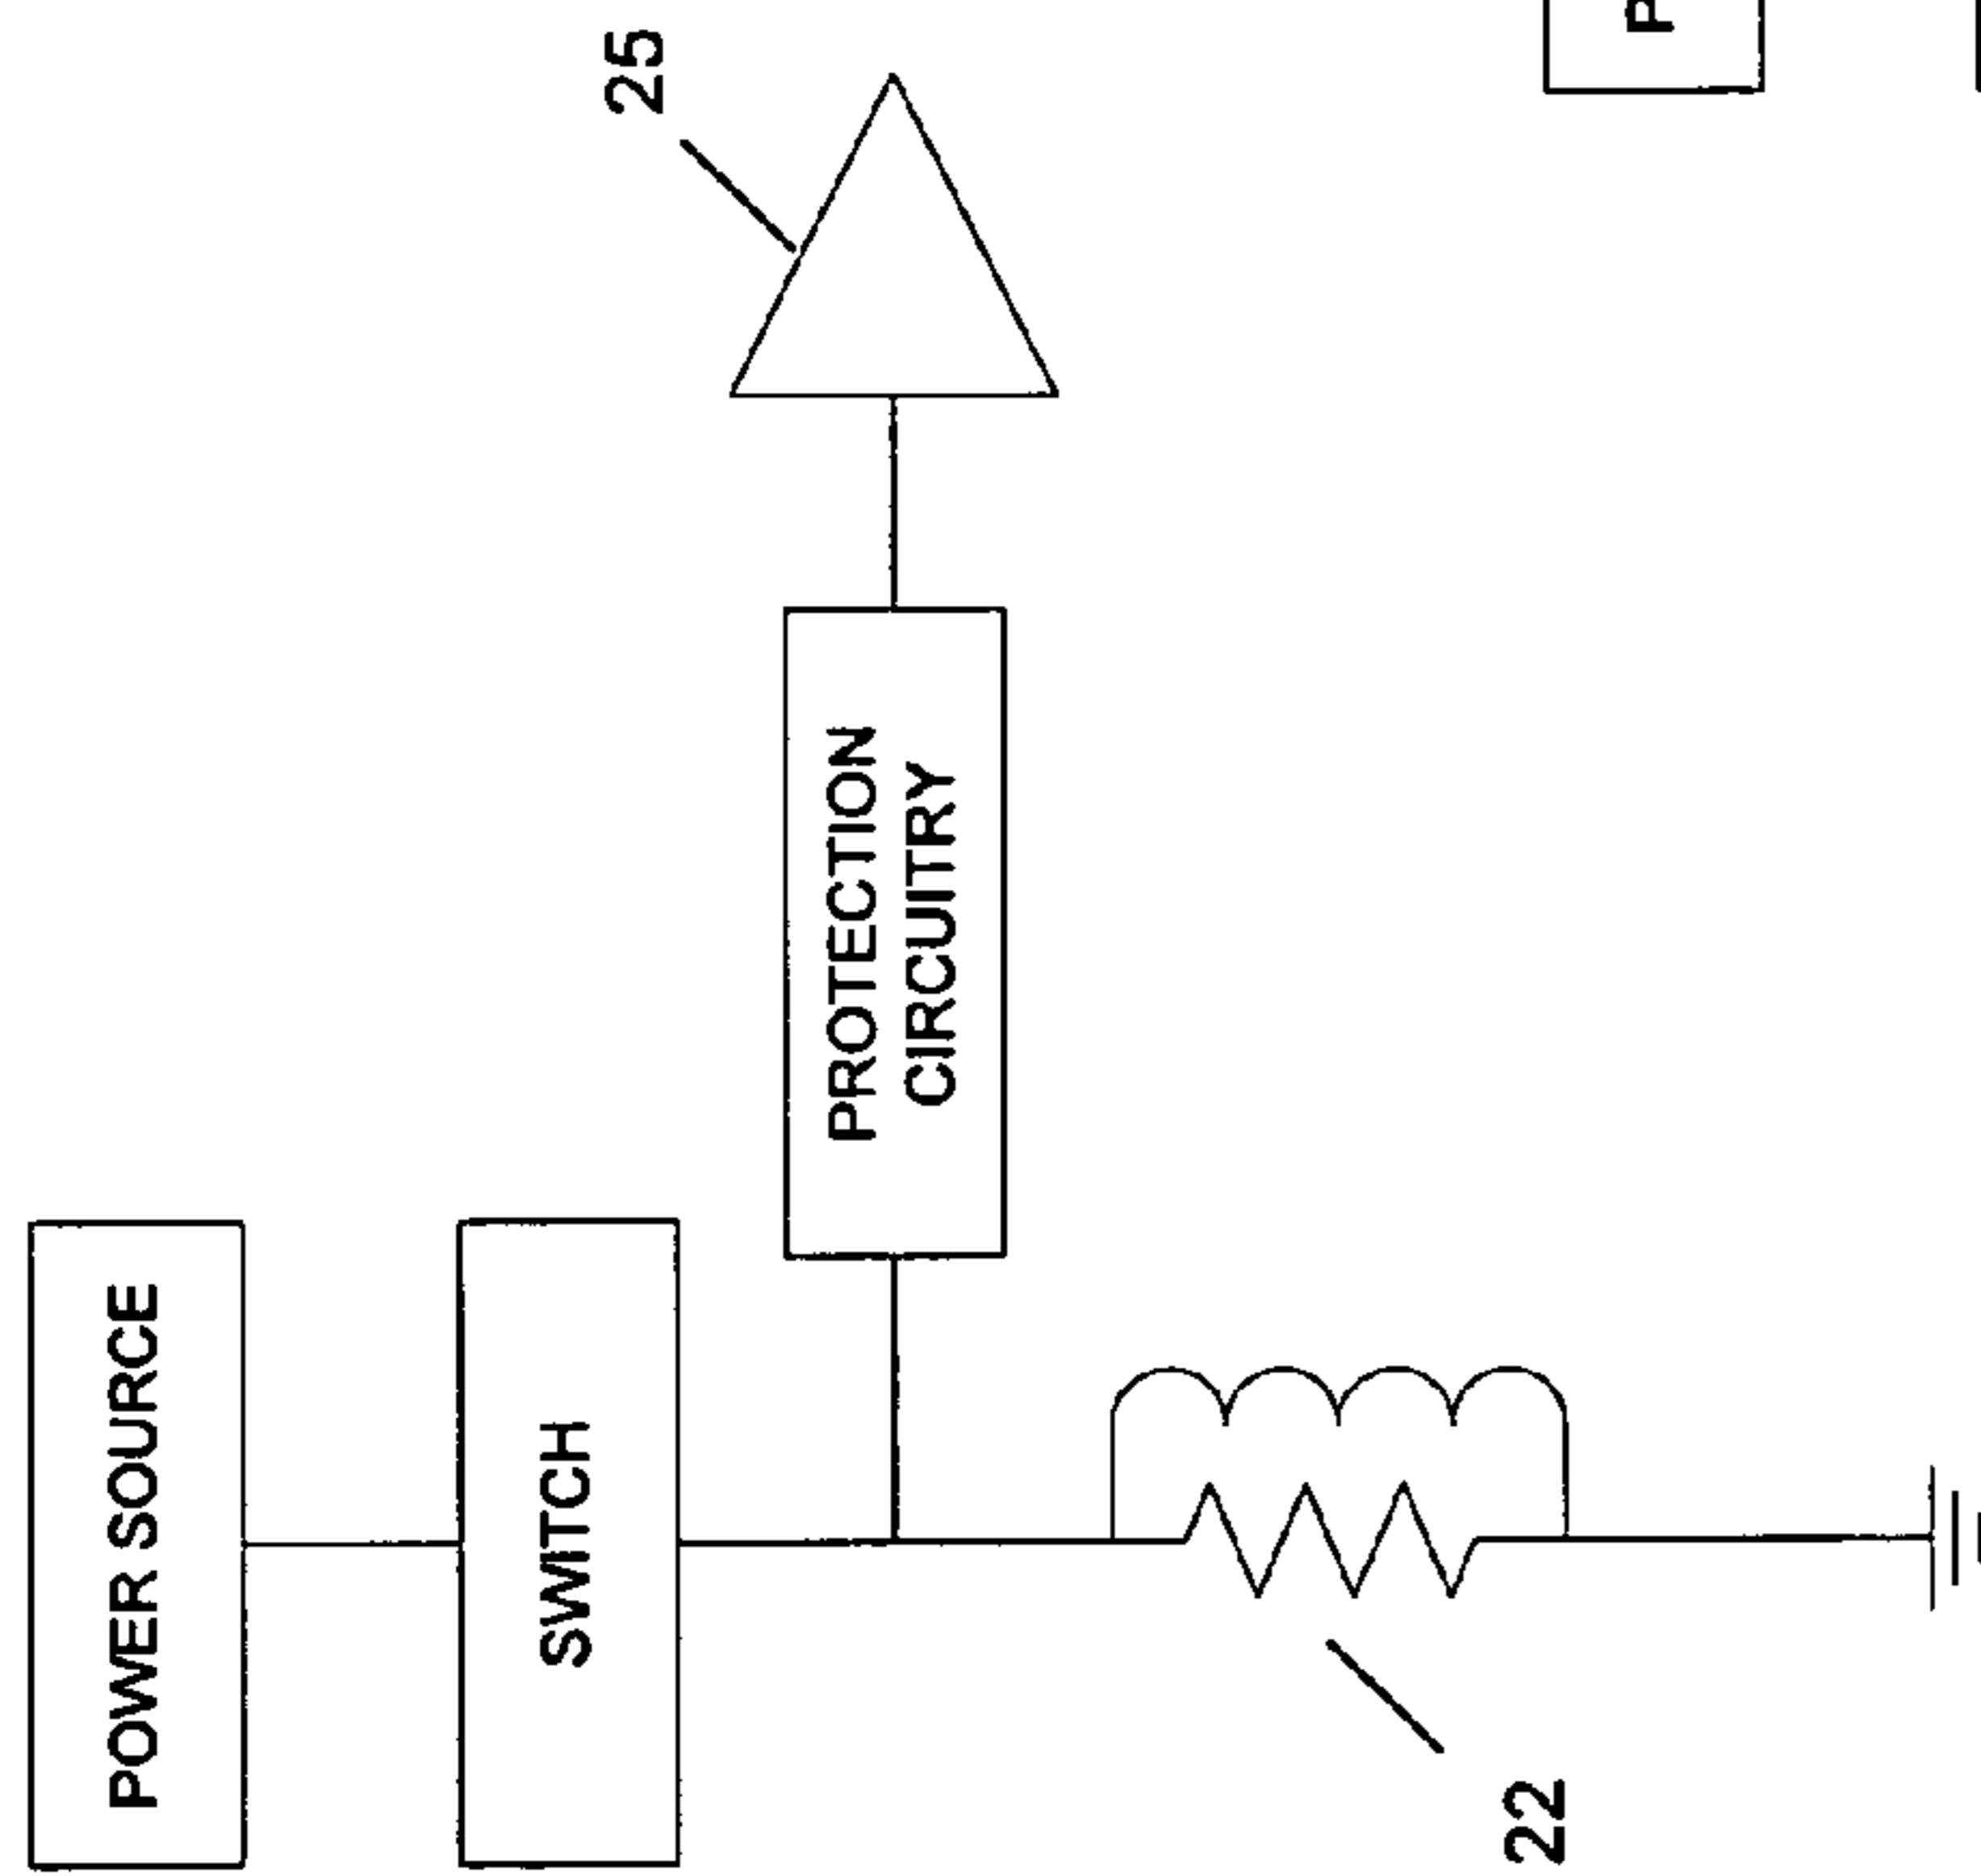 POWER SOURCE
SWITCH
25
PROTECTION
CIRCUITRY
22
P